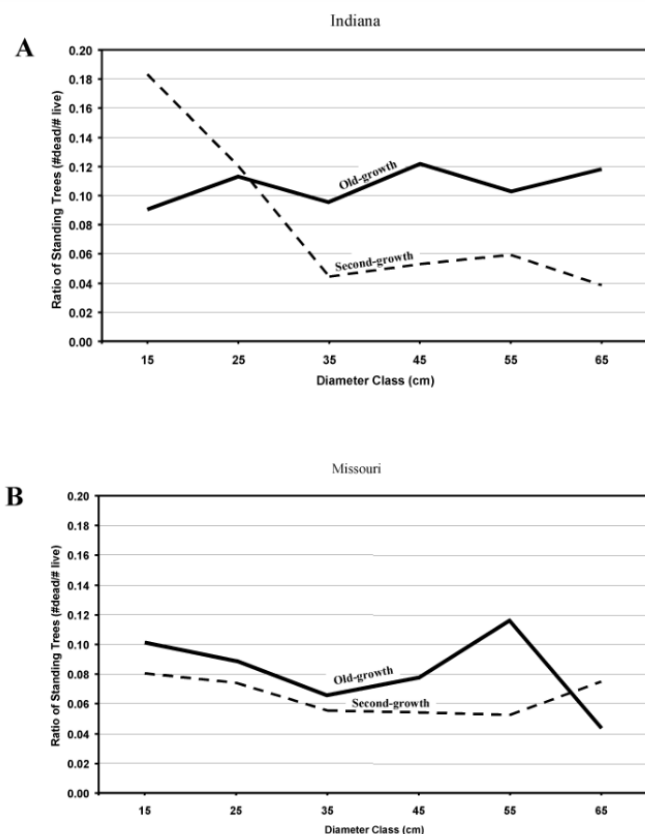 Indiana
A
0.20
0.18
0.16
0.14
0.12
0.10
0.08
0.06
0.04
0.02
0.00
Ratio of Standing Trees (#dead/# live)
Old-growth
Second-growth
15 25 35 45 55 65
Diameter Class (cm)
Missouri
B
0.20
0.18
0.16
0.14
0.12
0.10
0.08
0.06
0.04
0.02
0.00
Ratio of Standing Trees (#dead/# live)
Old-growth
Second-growth
15 25 35 45 55 65
Diameter Class (cm)